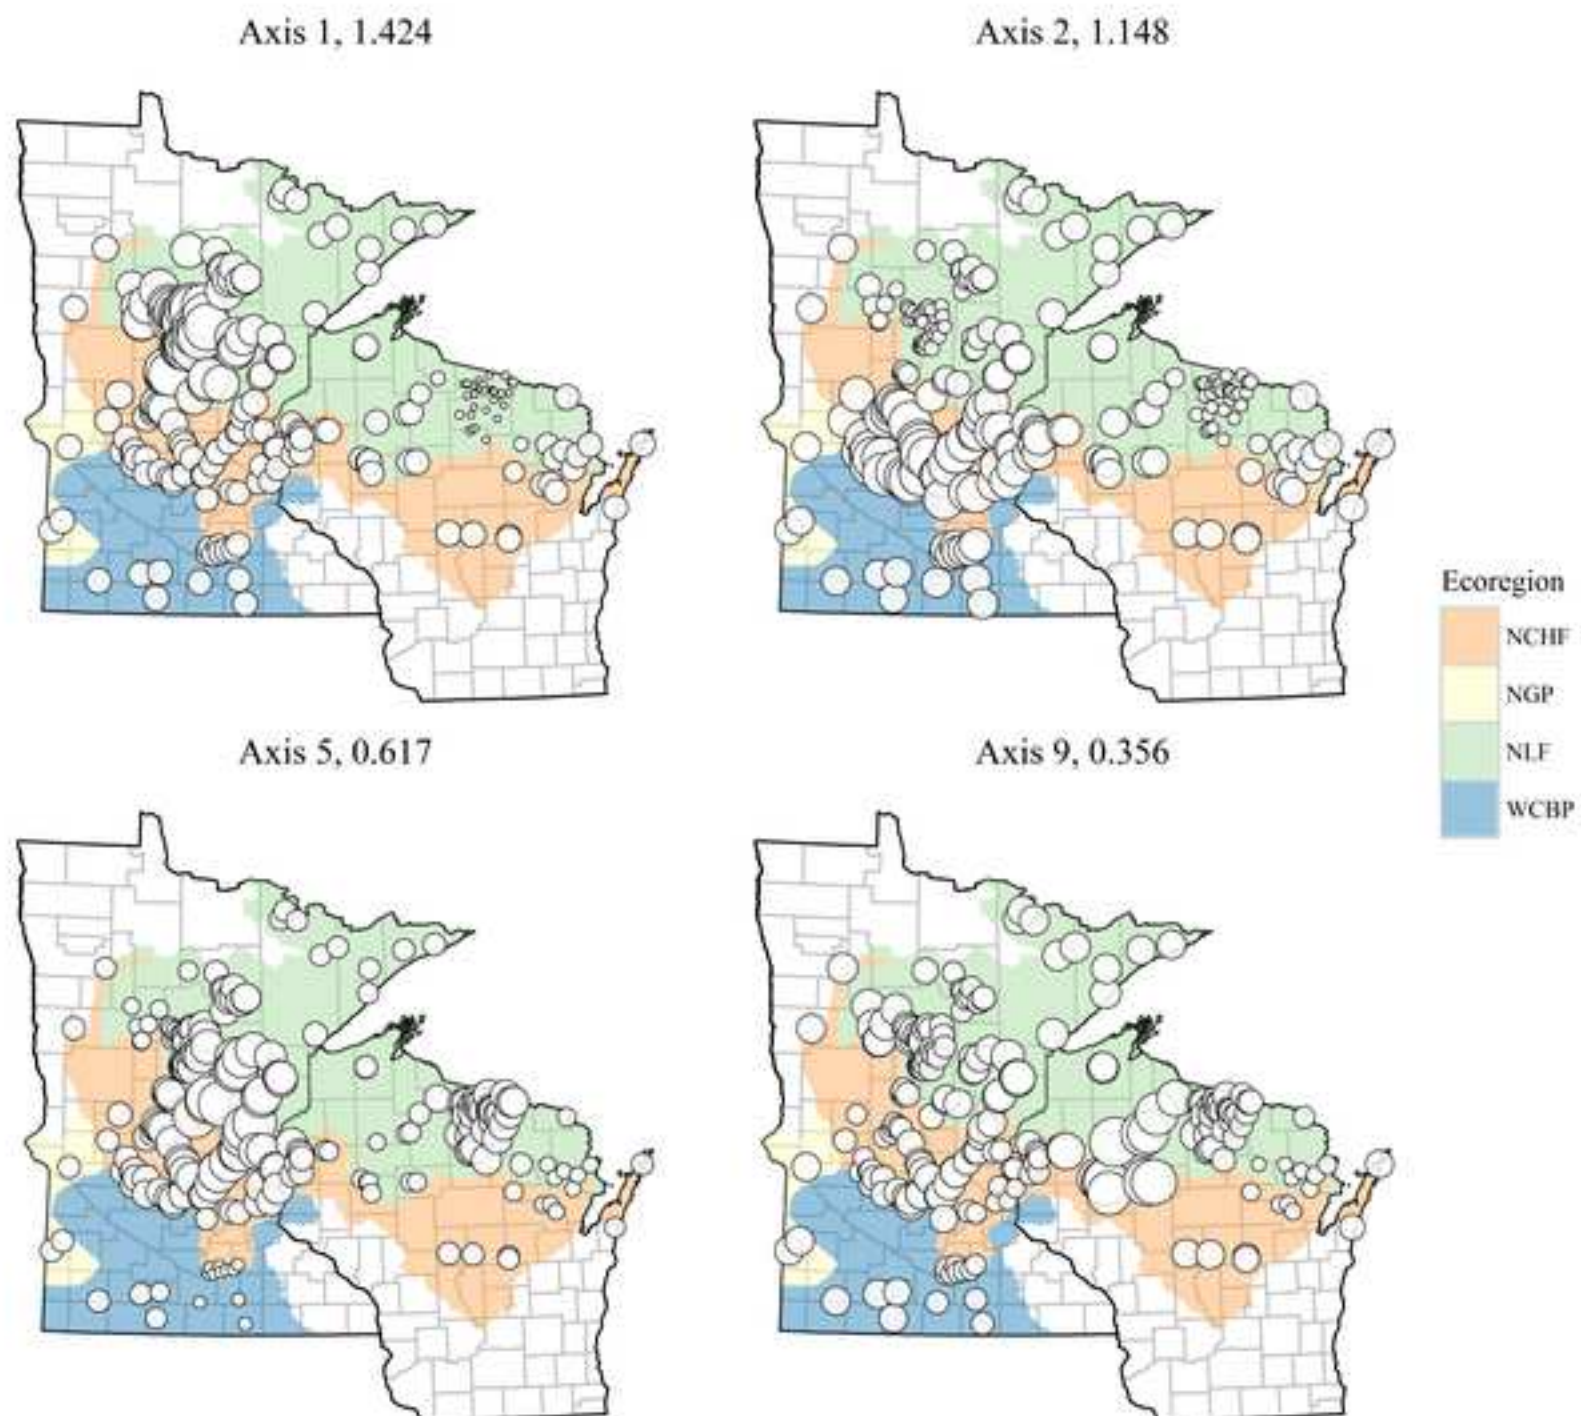 Axis 1, 1.424
Axis 2, 1.148
Axis 5, 0.617
Axis 9, 0.356
Ecoregion
NCHF
NGP
NLF
WCBP